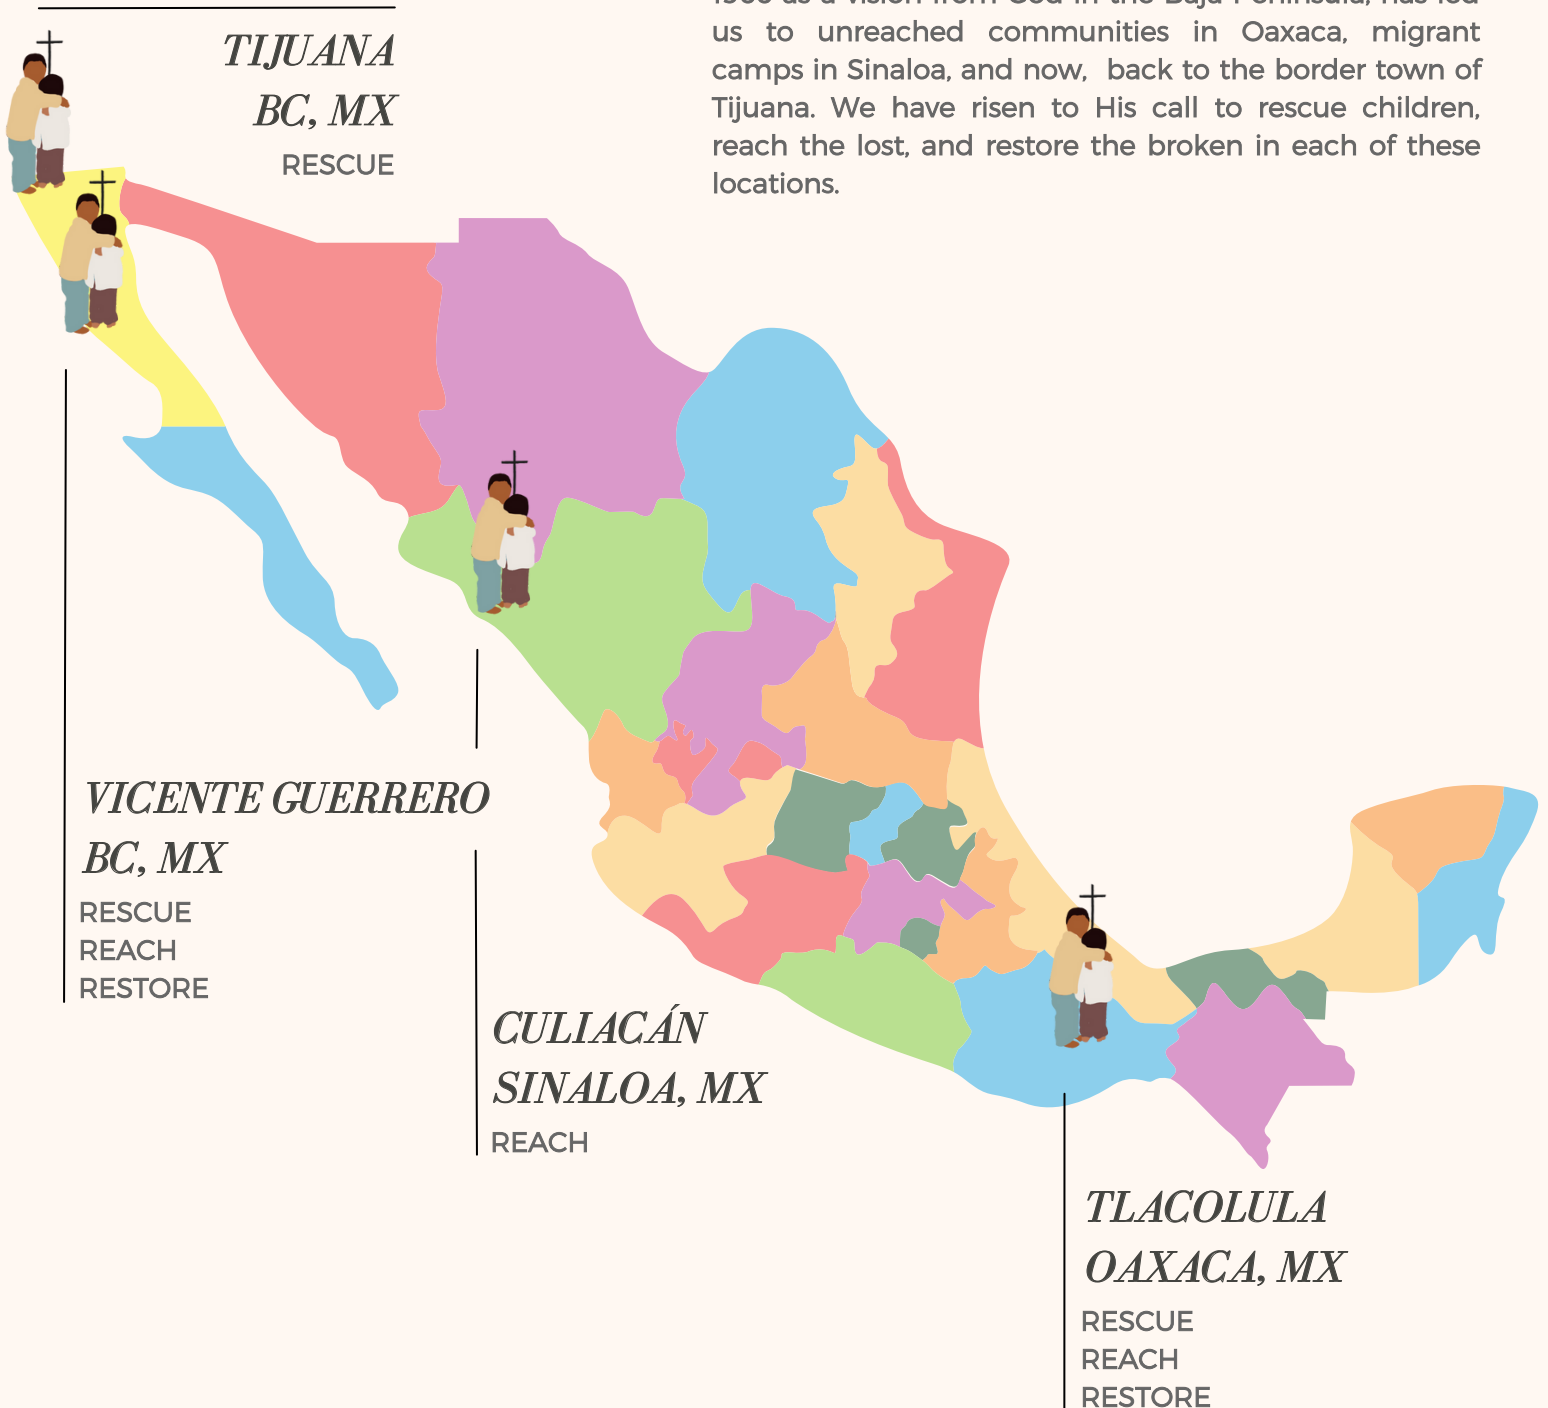 TIJUANA
BC, MX
RESCUE
us to unreached communities in Oaxaca, migrant
camps in Sinaloa, and now, back to the border town of
Tijuana. We have risen to His call to rescue children,
reach the lost, and restore the broken in each of these
locations.
VICENTE GUERRERO
BC, MX
RESCUE
REACH
RESTORE
CULIACÁN
SINALOA, MX
REACH
TLACOLULA
OAXACA, MX
RESCUE
REACH
RESTORE